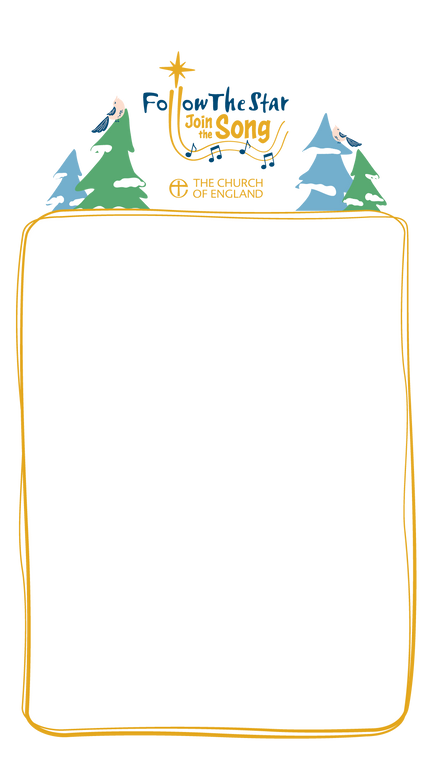 Follow The Star
Join
the Song
THE CHURCH
OF ENGLAND